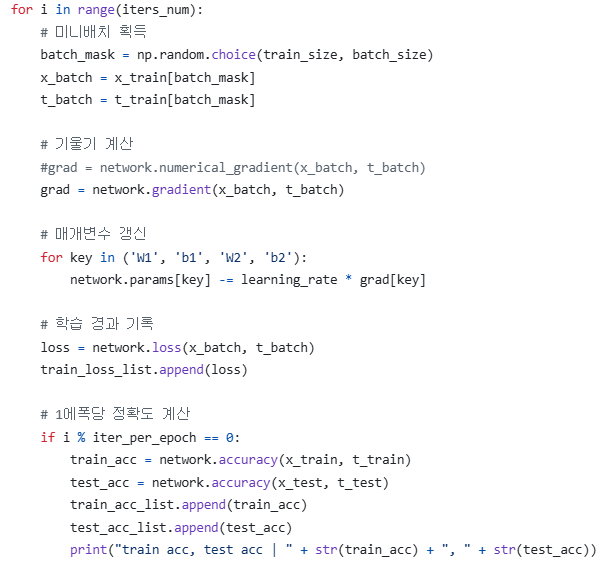 for i in range(iters_num):
    # 미니배치 획득
    batch_mask = np.random.choice(train_size, batch_size)
    x_batch = x_train[batch_mask]
    t_batch = t_train[batch_mask]

    # 기울기 계산
    #grad = network.numerical_gradient(x_batch, t_batch)
    grad = network.gradient(x_batch, t_batch)

    # 매개변수 갱신
    for key in ('W1', 'b1', 'W2', 'b2'):
        network.params[key] -= learning_rate * grad[key]

    # 학습 경과 기록
    loss = network.loss(x_batch, t_batch)
    train_loss_list.append(loss)

    # 1에폭당 정확도 계산
    if i % iter_per_epoch == 0:
        train_acc = network.accuracy(x_train, t_train)
        test_acc = network.accuracy(x_test, t_test)
        train_acc_list.append(train_acc)
        test_acc_list.append(test_acc)
        print("train acc, test acc | " + str(train_acc) + ", " + str(test_acc))